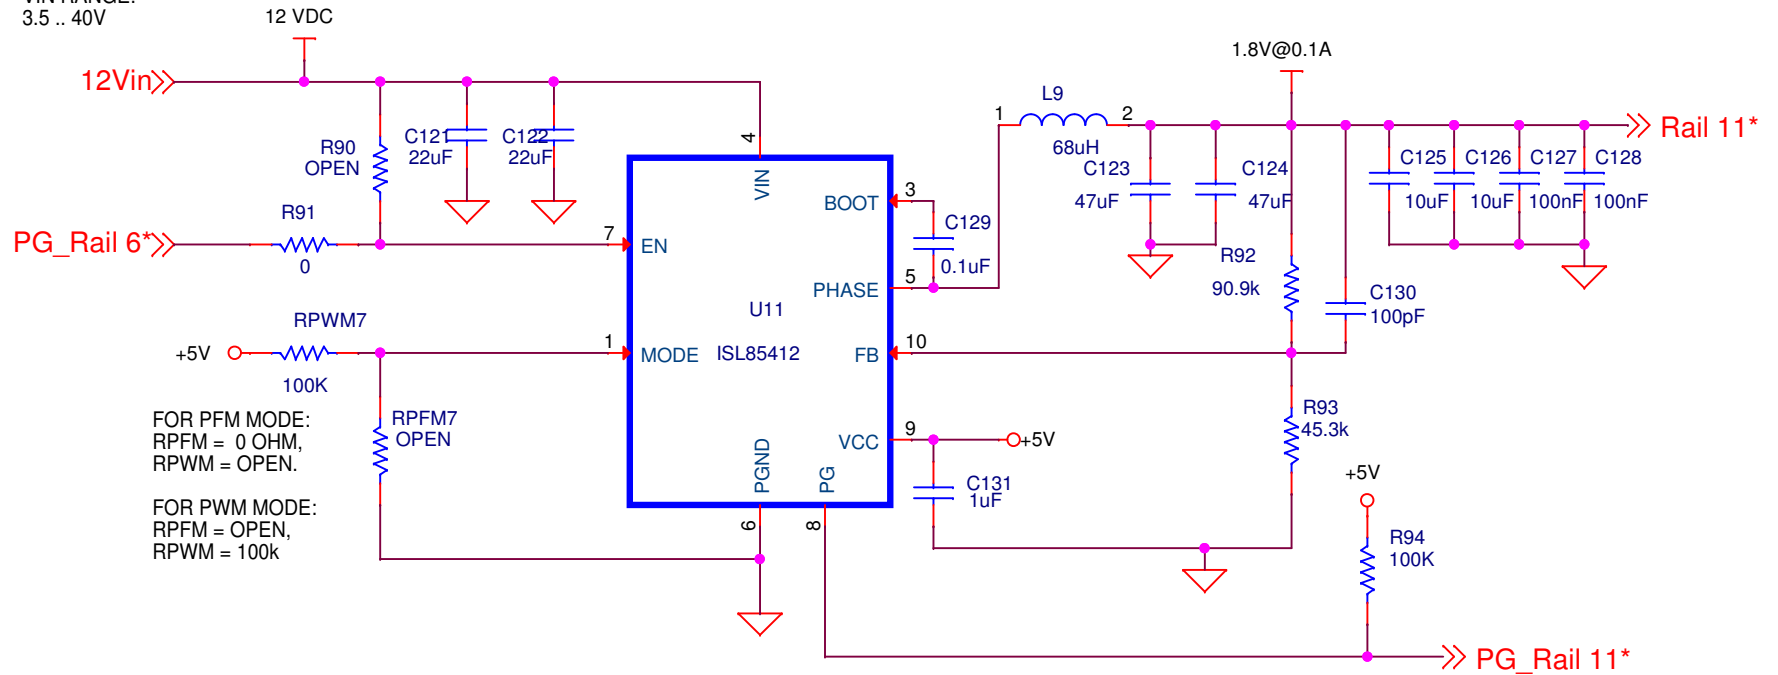 VIN RANGE:
3.5 .. 40V
12 VDC
12Vin
R90
OPEN
C121
22uF
C122
22uF
PG_Rail 6*
R91
0
RPWM7
+5V
100K
RPFM7
OPEN
FOR PFM MODE:
RPFM = 0 OHM,
RPWM = OPEN.
FOR PWM MODE:
RPFM = OPEN,
RPWM = 100k
4
VIN
7
EN
1
MODE
U11
ISL85412
BOOT
3
PHASE
5
FB
10
VCC
9
PGND
6
PG
8
C129
0.1uF
+5V
C131
1uF
1
L9
2
68uH
1.8V@0.1A
Rail 11*
C123
47uF
C124
47uF
R92
90.9k
C130
100pF
C125
10uF
C126
10uF
C127
100nF
C128
100nF
R93
45.3k
+5V
R94
100K
PG_Rail 11*